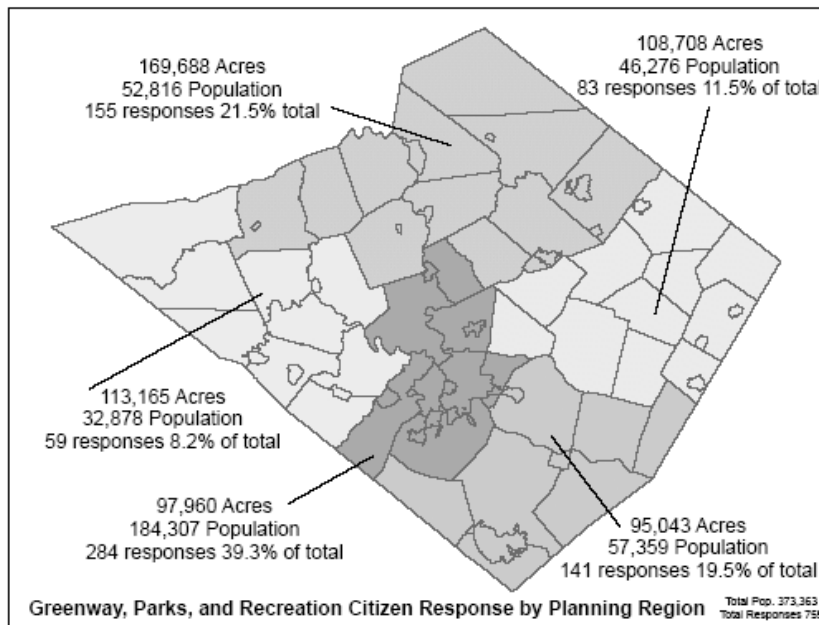 169,688 Acres
52,816 Population
155 responses 21.5% total
108,708 Acres
46,276 Population
83 responses 11.5% of total
113,165 Acres
32,878 Population
59 responses 8.2% of total
97,960 Acres
184,307 Population
284 responses 39.3% of total
95,043 Acres
57,359 Population
141 responses 19.5% of total
Greenway, Parks, and Recreation Citizen Response by Planning Region
Total Pop. 373,363
Total Responses